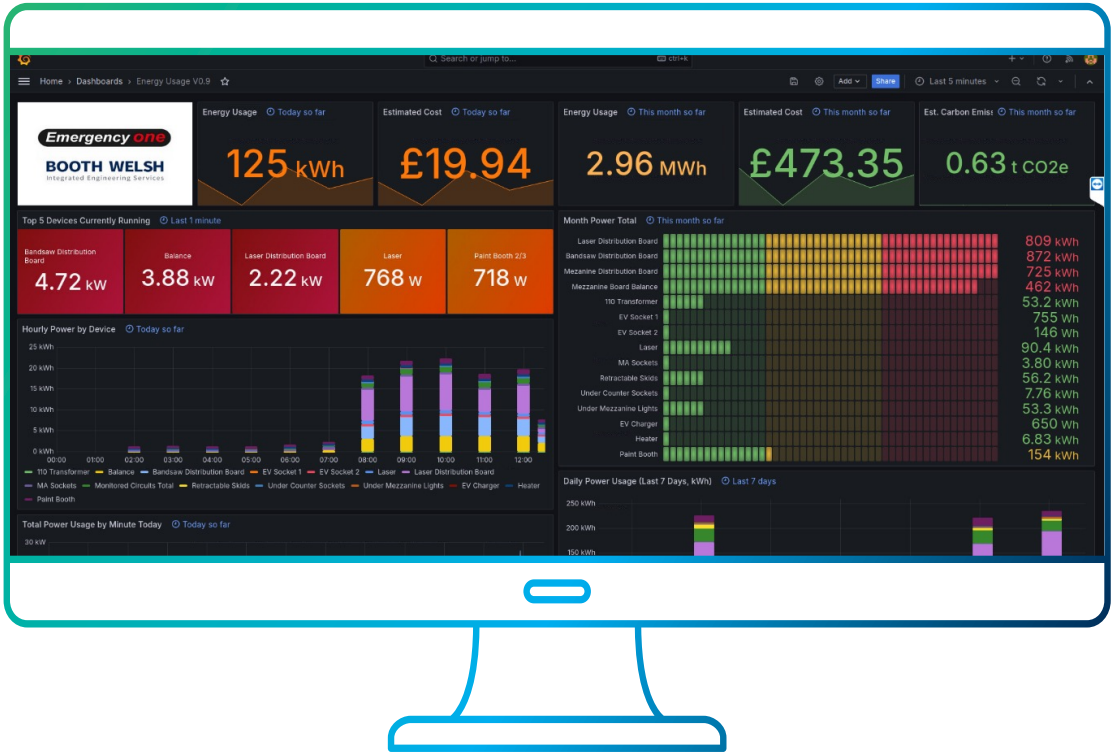 Search or jump to...
ctrl+k
Home › Dashboards › Energy Usage V0.9
Add
Share
Last 5 minutes
Emergency one
BOOTH WELSH
Integrated Engineering Services
Energy Usage Today so far
125 kWh
Estimated Cost Today so far
£19.94
Energy Usage This month so far
2.96 MWh
Estimated Cost This month so far
£473.35
Est. Carbon Emiss This month so far
0.63 t CO2e
Top 5 Devices Currently Running Last 1 minute
Bandsaw Distribution
Board
4.72 kW
Balance
3.88 kW
Laser Distribution Board
2.22 kW
Laser
768 W
Paint Booth 2/3
718 W
Hourly Power by Device Today so far
25 kWh
20 kWh
15 kWh
10 kWh
5 kWh
0 kWh
00:00 01:00 02:00 03:00 04:00 05:00 06:00 07:00 08:00 09:00 10:00 11:00 12:00
110 Transformer Balance Bandsaw Distribution Board EV Socket 1 EV Socket 2 Laser Laser Distribution Board
MA Sockets Monitored Circuits Total Retractable Skids Under Counter Sockets Under Mezzanine Lights EV Charger Heater
Paint Booth
Total Power Usage by Minute Today Today so far
30 kW
Month Power Total This month so far
Laser Distribution Board 809 kWh
Bandsaw Distribution Board 872 kWh
Mezanine Distribution Board 725 kWh
Mezzanine Board Balance 462 kWh
110 Transformer 53.2 kWh
EV Socket 1 755 Wh
EV Socket 2 146 Wh
Laser 90.4 kWh
MA Sockets 3.80 kWh
Retractable Skids 56.2 kWh
Under Counter Sockets 7.76 kWh
Under Mezzanine Lights 53.3 kWh
EV Charger 650 Wh
Heater 6.83 kWh
Paint Booth 154 kWh
Daily Power Usage (Last 7 Days, kWh) Last 7 days
250 kWh
200 kWh
150 kWh